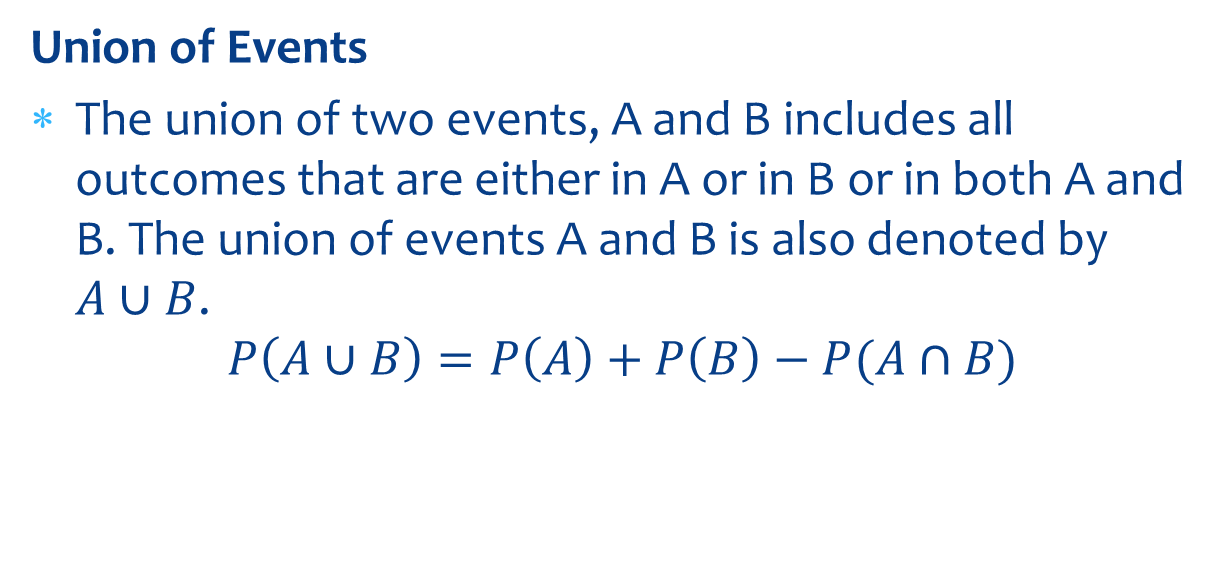 Union of Events
* The union of two events, A and B includes all
outcomes that are either in A or in B or in both A and
B. The union of events A and B is also denoted by
𝐴 ∪ 𝐵.
𝑃(𝐴 ∪ 𝐵) = 𝑃(𝐴) + 𝑃(𝐵) − 𝑃(𝐴 ∩ 𝐵)